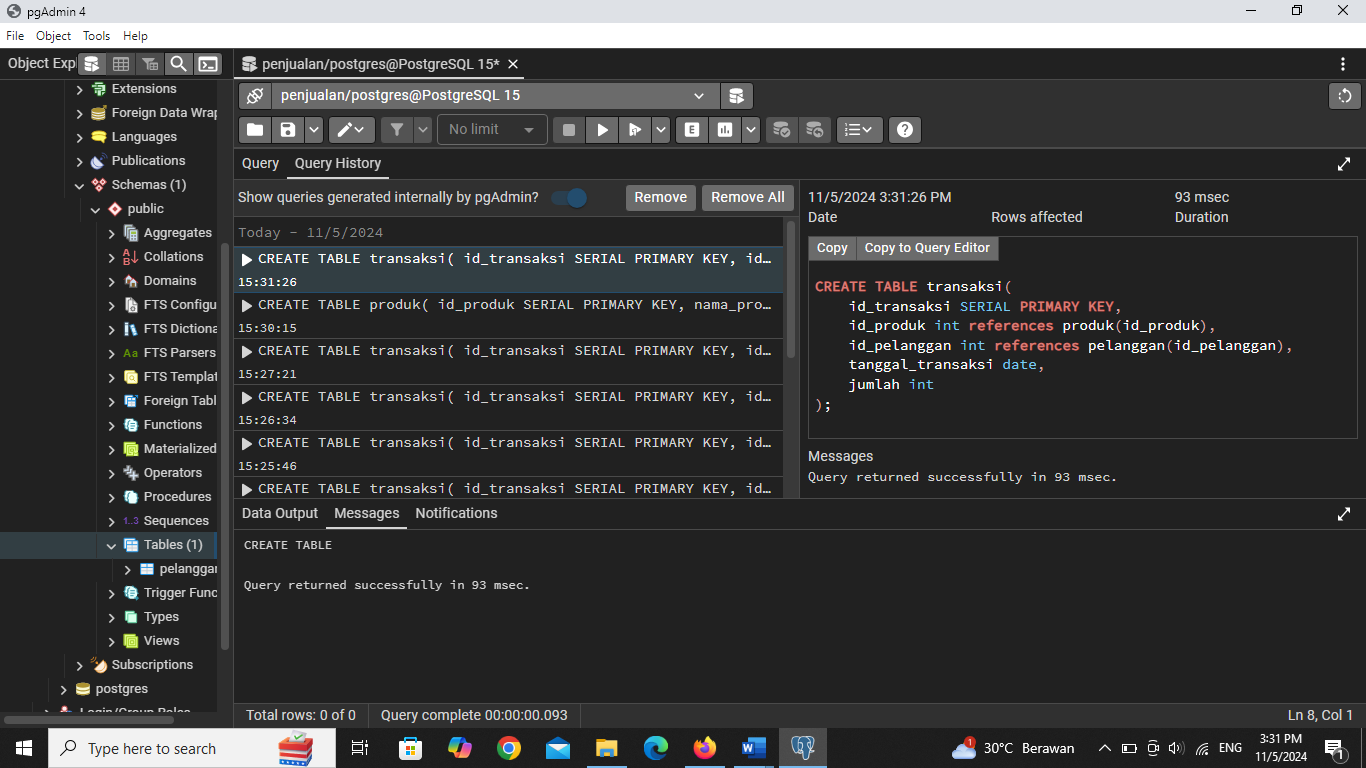 pgAdmin 4
File Object Tools Help
Object Expl
penjualan/postgres@PostgreSQL 15*
penjualan/postgres@PostgreSQL 15
No limit
E
Query Query History
Show queries generated internally by pgAdmin? Remove Remove All
Today - 11/5/2024
CREATE TABLE transaksi( id_transaksi SERIAL PRIMARY KEY, id...
15:31:26
CREATE TABLE produk( id_produk SERIAL PRIMARY KEY, nama_pro...
15:30:15
CREATE TABLE transaksi( id_transaksi SERIAL PRIMARY KEY, id...
15:27:21
CREATE TABLE transaksi( id_transaksi SERIAL PRIMARY KEY, id...
15:26:34
CREATE TABLE transaksi( id_transaksi SERIAL PRIMARY KEY, id...
15:25:46
CREATE TABLE transaksi( id_transaksi SERIAL PRIMARY KEY, id...
11/5/2024 3:31:26 PM 93 msec
Date Rows affected Duration
Copy Copy to Query Editor
CREATE TABLE transaksi(
id_transaksi SERIAL PRIMARY KEY,
id_produk int references produk(id_produk),
id_pelanggan int references pelanggan(id_pelanggan),
tanggal_transaksi date,
jumlah int
);
Messages
Query returned successfully in 93 msec.
Data Output Messages Notifications
CREATE TABLE
Query returned successfully in 93 msec.
Total rows: 0 of 0 Query complete 00:00:00.093 Ln 8, Col 1
Extensions
Foreign Data Wrap
Languages
Publications
Schemas (1)
public
Aggregates
Collations
Domains
FTS Configu
FTS Dictiona
Aa FTS Parsers
FTS Templat
Foreign Tabl
Functions
Materialized
Operators
Procedures
1..3 Sequences
Tables (1)
pelanggan
Trigger Func
Types
Views
Subscriptions
postgres
Login/Group Roles
Type here to search
1 30°C Berawan ENG 3:31 PM
11/5/2024 1